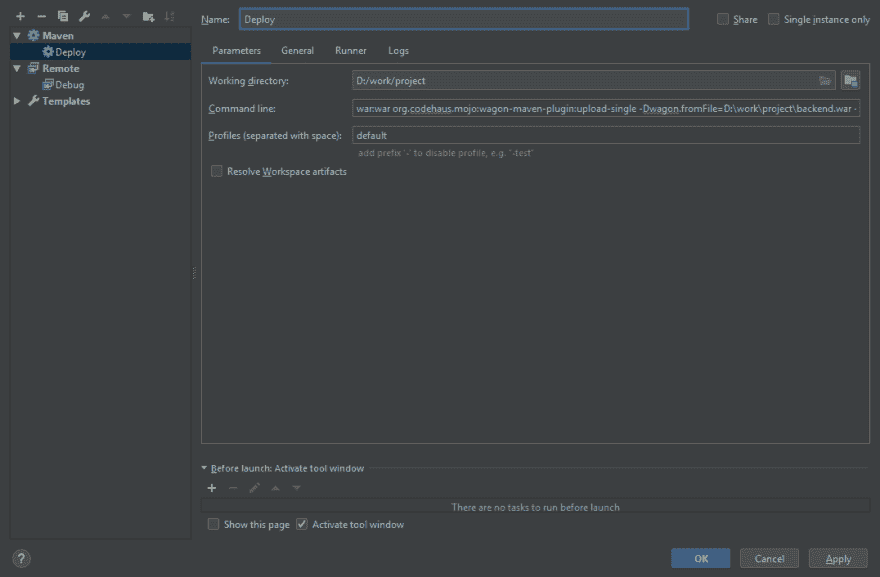 Name: Deploy Share Single instance only
Maven
Deploy
Remote
Debug
Templates
Parameters General Runner Logs
Working directory: D:/work/project
Command line: war:war org.codehaus.mojo:wagon-maven-plugin:upload-single -Dwagon.fromFile=D:\work\project\backend.war -
Profiles (separated with space): default
add prefix '-' to disable profile, e.g. "-test"
Resolve Workspace artifacts
Before launch: Activate tool window
There are no tasks to run before launch
Show this page Activate tool window
? OK Cancel Apply